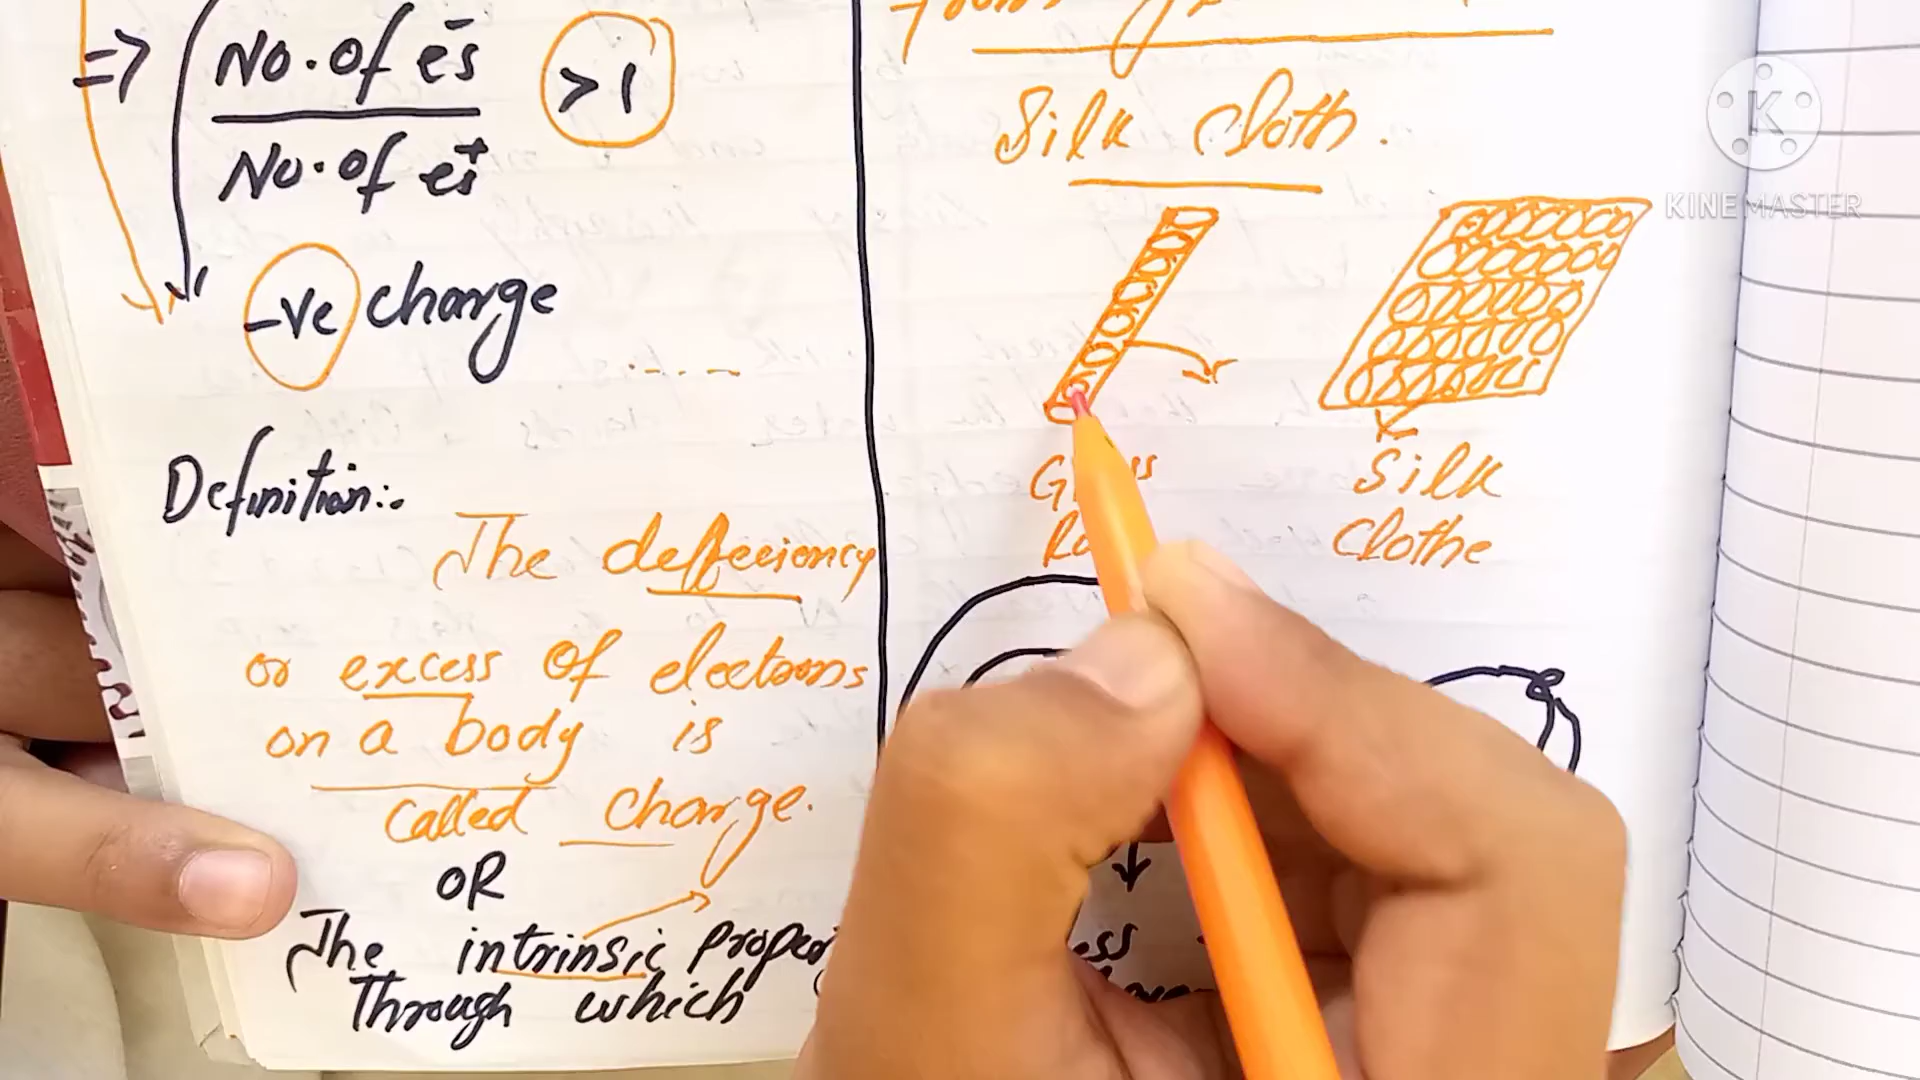 => No. of e⁻s / No. of e⁺s > 1
-ve charge
Definition:-
The deffeciency
or excess of electrons
on a body is
called charge.
OR
The intrinsic
Through which
Silk Cloth.
Silk
Clothe
K
KINEMASTER